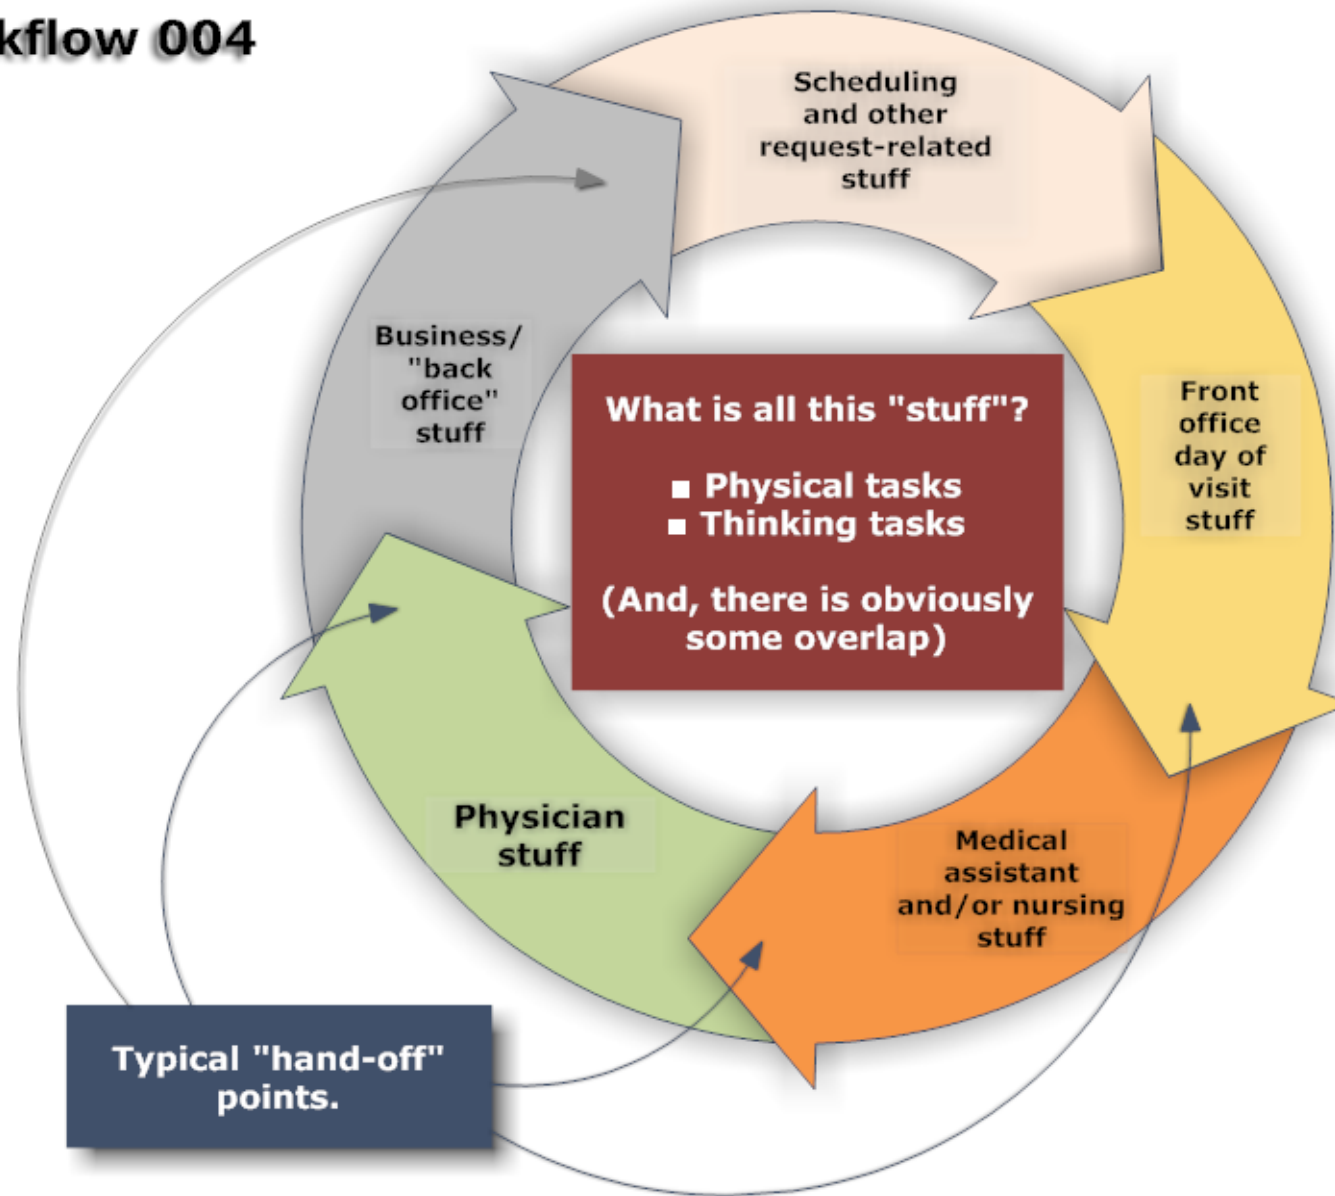 kflow 004
Scheduling
and other
request-related
stuff
Business/
"back
office"
stuff
What is all this "stuff"?
▪ Physical tasks
▪ Thinking tasks
(And, there is obviously
some overlap)
Front
office
day of
visit
stuff
Physician
stuff
Medical
assistant
and/or nursing
stuff
Typical "hand-off"
points.